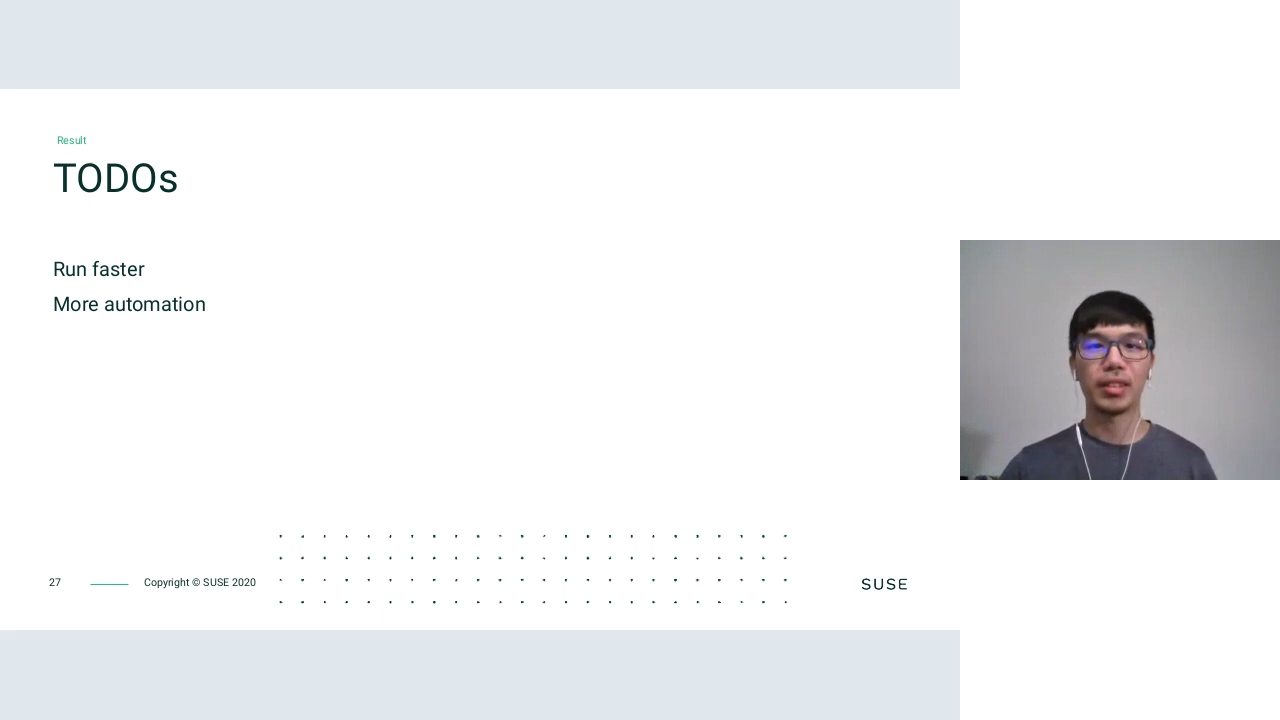 Result
TODOs
Run faster
More automation
27
Copyright © SUSE 2020
SUSE